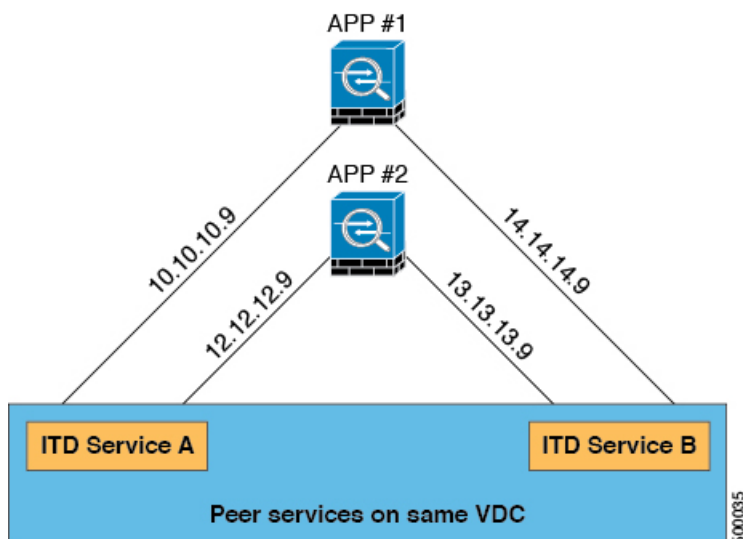 APP #1
APP #2
10.10.10.9
14.14.14.9
12.12.12.9
13.13.13.9
ITD Service A
ITD Service B
Peer services on same VDC
500035